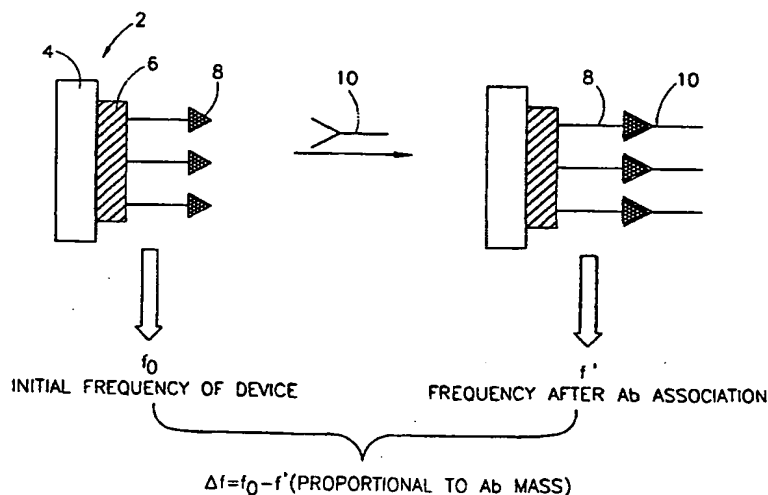 2
4
6
8
10
8
10
f0
INITIAL FREQUENCY OF DEVICE
f'
FREQUENCY AFTER Ab ASSOCIATION
Δf=f0-f'(PROPORTIONAL TO Ab MASS)